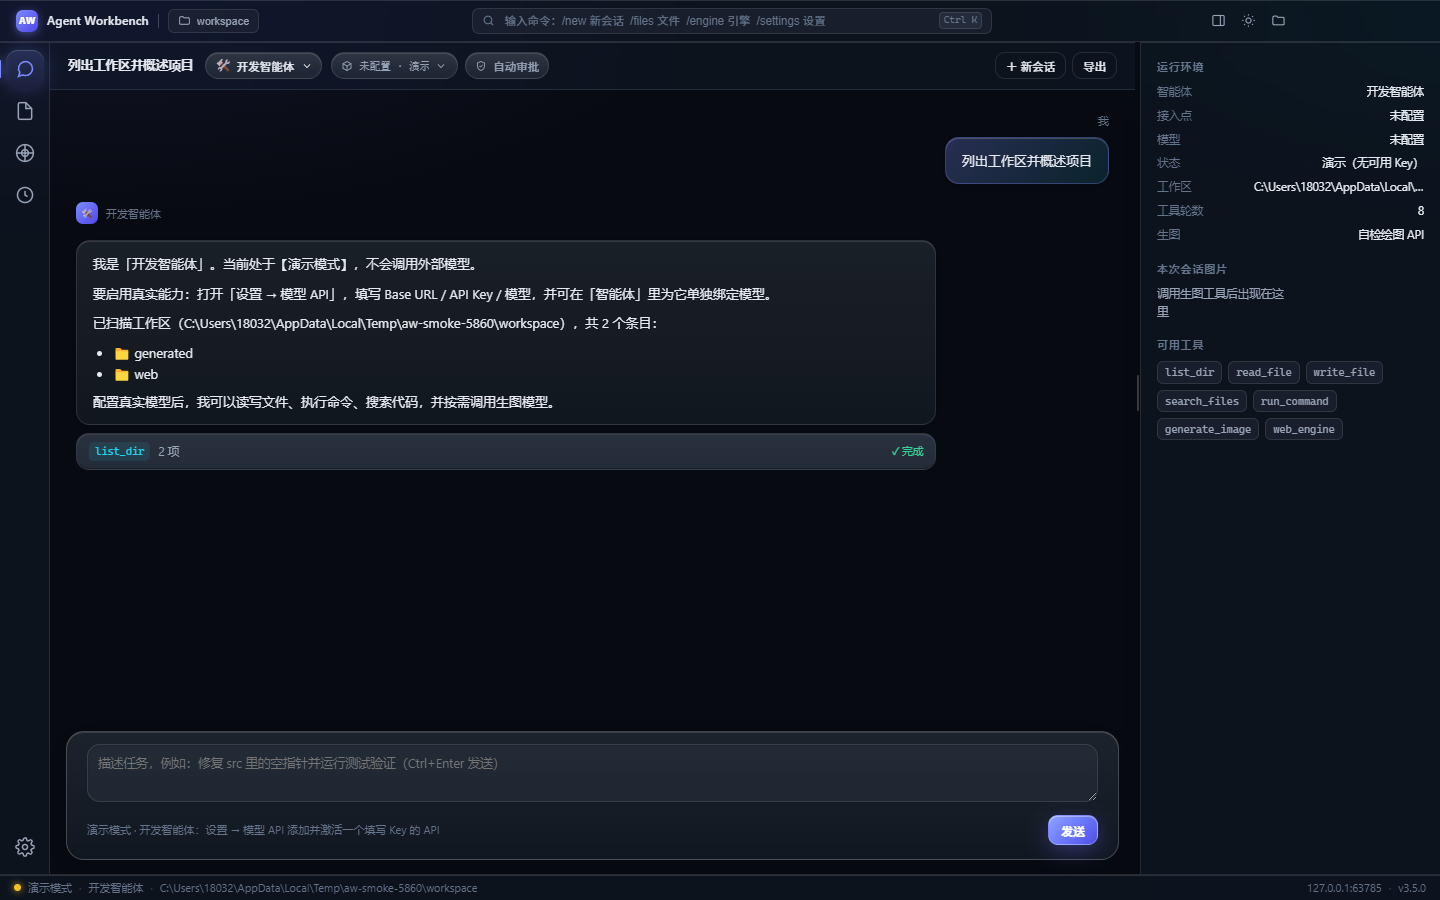 AW Agent Workbench workspace 输入命令：/new 新会话 /files 文件 /engine 引擎 /settings 设置 Ctrl K
列出工作区并概述项目 开发智能体 未配置 · 演示 自动审批 + 新会话 导出
我
列出工作区并概述项目
开发智能体
我是「开发智能体」。当前处于【演示模式】，不会调用外部模型。
要启用真实能力：打开「设置 → 模型 API」，填写 Base URL / API Key / 模型，并可在「智能体」里为它单独绑定模型。
已扫描工作区（C:\Users\18032\AppData\Local\Temp\aw-smoke-5860\workspace），共 2 个条目：
• generated
• web
配置真实模型后，我可以读写文件、执行命令、搜索代码，并按需调用生图模型。
list_dir 2 项 ✓ 完成
描述任务，例如：修复 src 里的空指针并运行测试验证（Ctrl+Enter 发送）
演示模式 · 开发智能体：设置 → 模型 API 添加并激活一个填写 Key 的 API
发送
运行环境
智能体 开发智能体
接入点 未配置
模型 未配置
状态 演示（无可用 Key）
工作区 C:\Users\18032\AppData\Local\...
工具轮数 8
生图 自检绘图 API
本次会话图片
调用生图工具后出现在这
里
可用工具
list_dir read_file write_file
search_files run_command
generate_image web_engine
演示模式 · 开发智能体 · C:\Users\18032\AppData\Local\Temp\aw-smoke-5860\workspace 127.0.0.1:63785 · v3.5.0